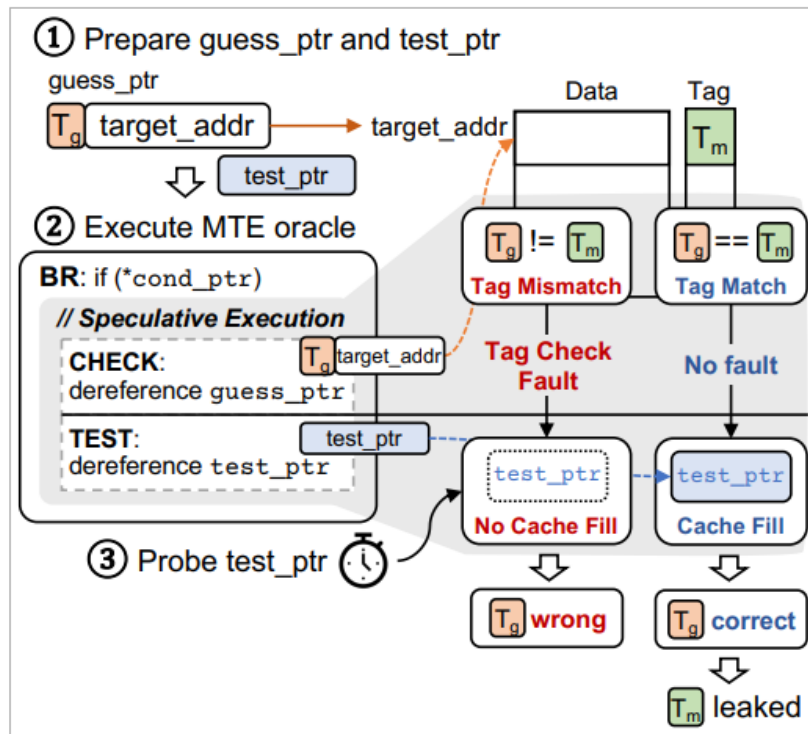 ① Prepare guess_ptr and test_ptr
guess_ptr
Data Tag
Tg target_addr target_addr Tm
test_ptr
② Execute MTE oracle
Tg != Tm Tg == Tm
BR: if (*cond_ptr) Tag Mismatch Tag Match
// Speculative Execution
CHECK: Tg target_addr Tag Check No fault
dereference guess_ptr Fault
TEST: test_ptr
dereference test_ptr test_ptr test_ptr
No Cache Fill Cache Fill
③ Probe test_ptr
Tg wrong Tg correct
Tm leaked